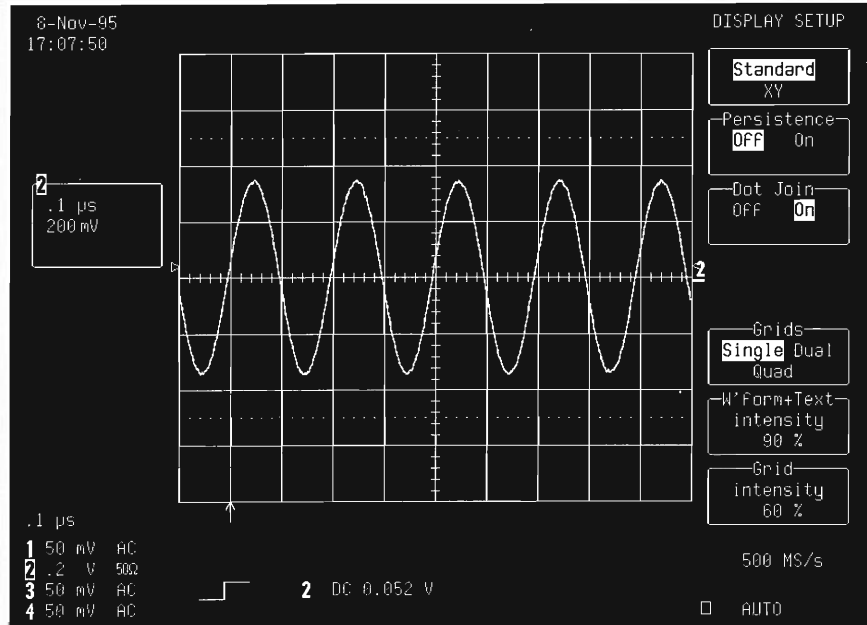 8-Nov-95
17:07:50
DISPLAY SETUP
Standard
XY
Persistence
Off On
Dot Join
OFF On
2
.1 µs
200mV
2
Grids
Single Dual
Quad
W'form+Text
intensity
90 %
Grid
intensity
60 %
.1 µs
1 50 mV AC
2 .2 V 50Ω
3 50 mV AC
4 50 mV AC
2 DC 0.052 V
500 MS/s
AUTO